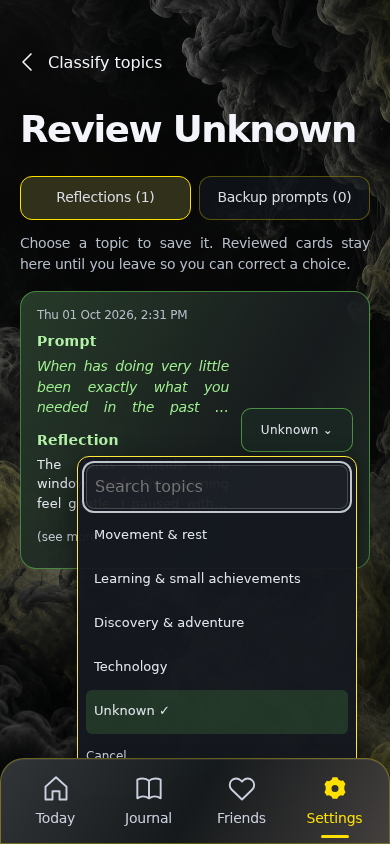 Classify topics
Review Unknown
Reflections (1)
Backup prompts (0)
Choose a topic to save it. Reviewed cards stay
here until you leave so you can correct a choice.
Thu 01 Oct 2026, 2:31 PM
Prompt
When has doing very little
been exactly what you
needed in the past ...
Unknown ⌄
Reflection
The
windo
feel g
(see m
Search topics
Movement & rest
Learning & small achievements
Discovery & adventure
Technology
Unknown ✓
Cancel
Today
Journal
Friends
Settings